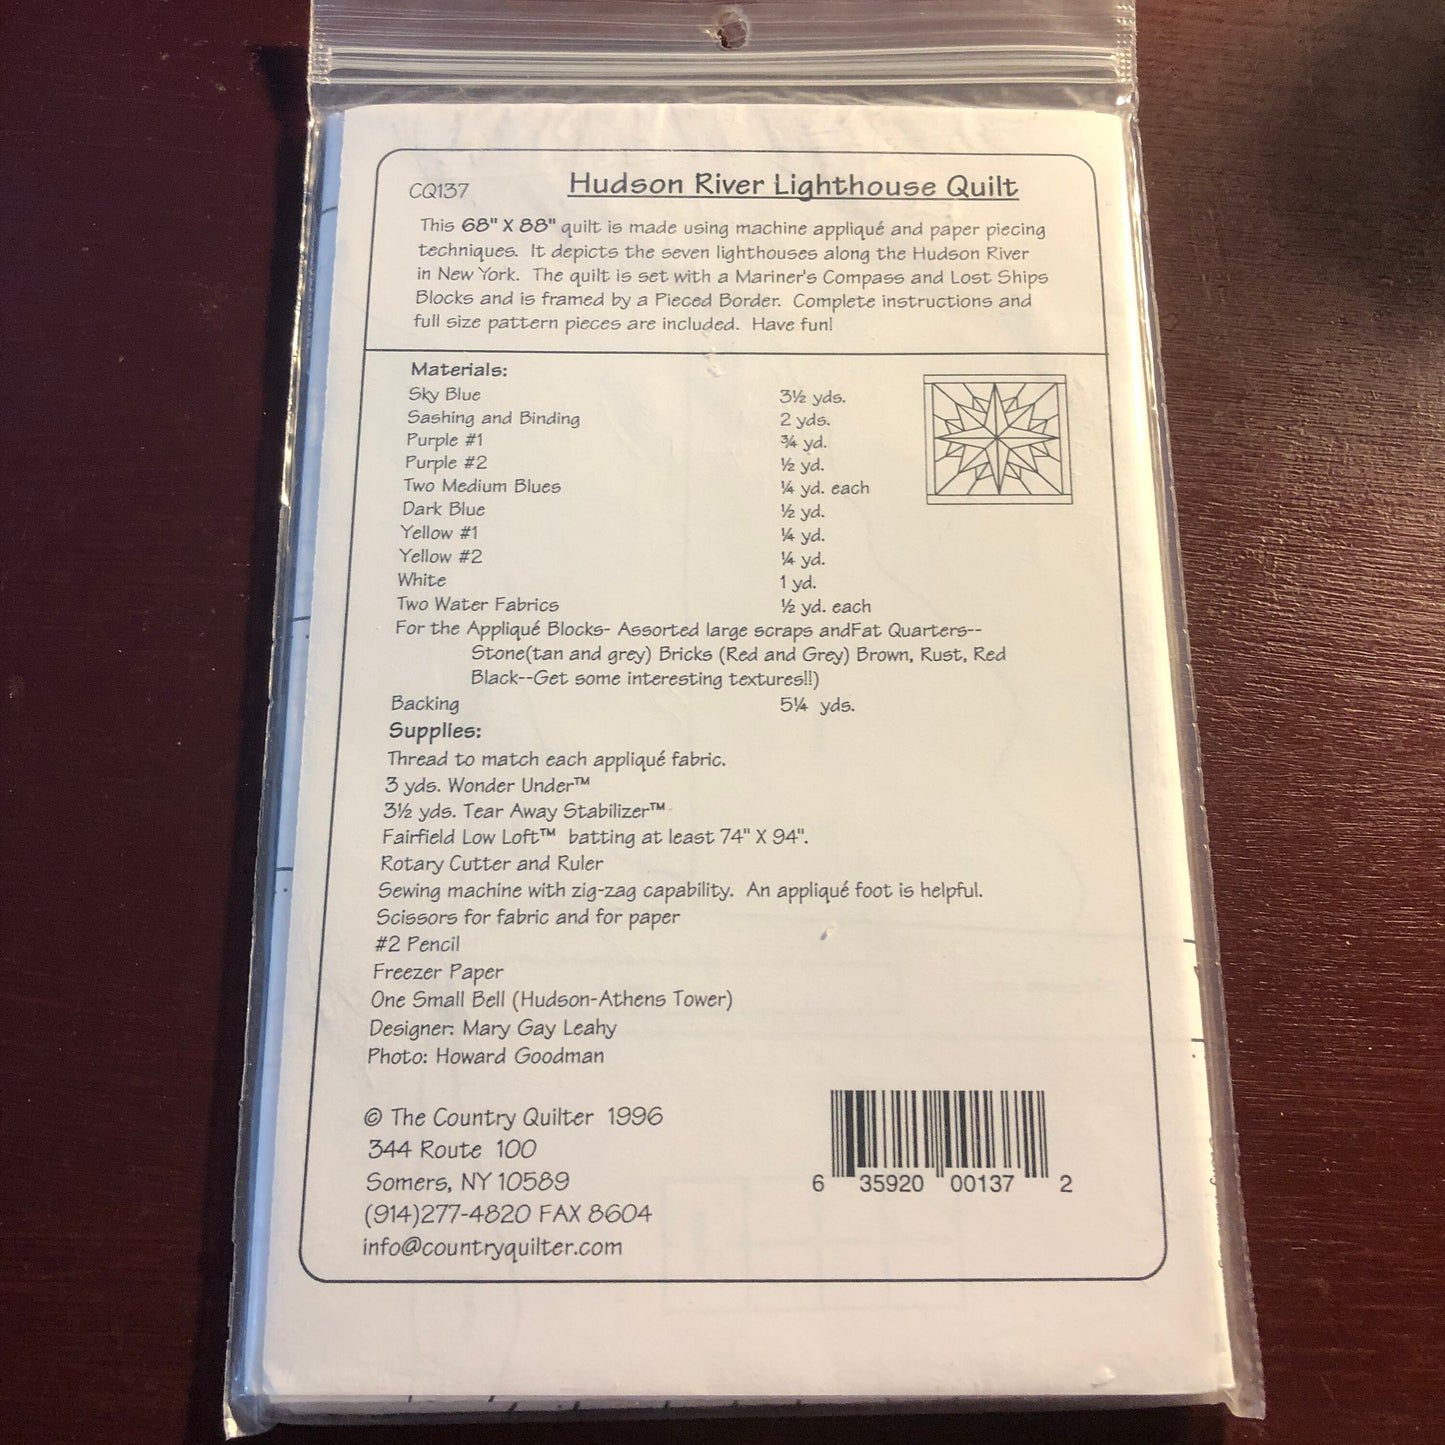 CQ137 Hudson River Lighthouse Quilt
This 68" X 88" quilt is made using machine appliqué and paper piecing
techniques. It depicts the seven lighthouses along the Hudson River
in New York. The quilt is set with a Mariner's Compass and Lost Ships
Blocks and is framed by a Pieced Border. Complete instructions and
full size pattern pieces are included. Have fun!
Materials:
Sky Blue 3½ yds.
Sashing and Binding 2 yds.
Purple #1 ¾ yd.
Purple #2 ½ yd.
Two Medium Blues ¼ yd. each
Dark Blue ½ yd.
Yellow #1 ¼ yd.
Yellow #2 ¼ yd.
White 1 yd.
Two Water Fabrics ½ yd. each
For the Appliqué Blocks- Assorted large scraps andFat Quarters--
Stone(tan and grey) Bricks (Red and Grey) Brown, Rust, Red
Black--Get some interesting textures!!)
Backing 5¼ yds.
Supplies:
Thread to match each appliqué fabric.
3 yds. Wonder Under™
3½ yds. Tear Away Stabilizer™
Fairfield Low Loft™ batting at least 74" X 94".
Rotary Cutter and Ruler
Sewing machine with zig-zag capability. An appliqué foot is helpful.
Scissors for fabric and for paper
#2 Pencil
Freezer Paper
One Small Bell (Hudson-Athens Tower)
Designer: Mary Gay Leahy
Photo: Howard Goodman
© The Country Quilter 1996
344 Route 100
Somers, NY 10589
(914)277-4820 FAX 8604
info@countryquilter.com
6 35920 00137 2